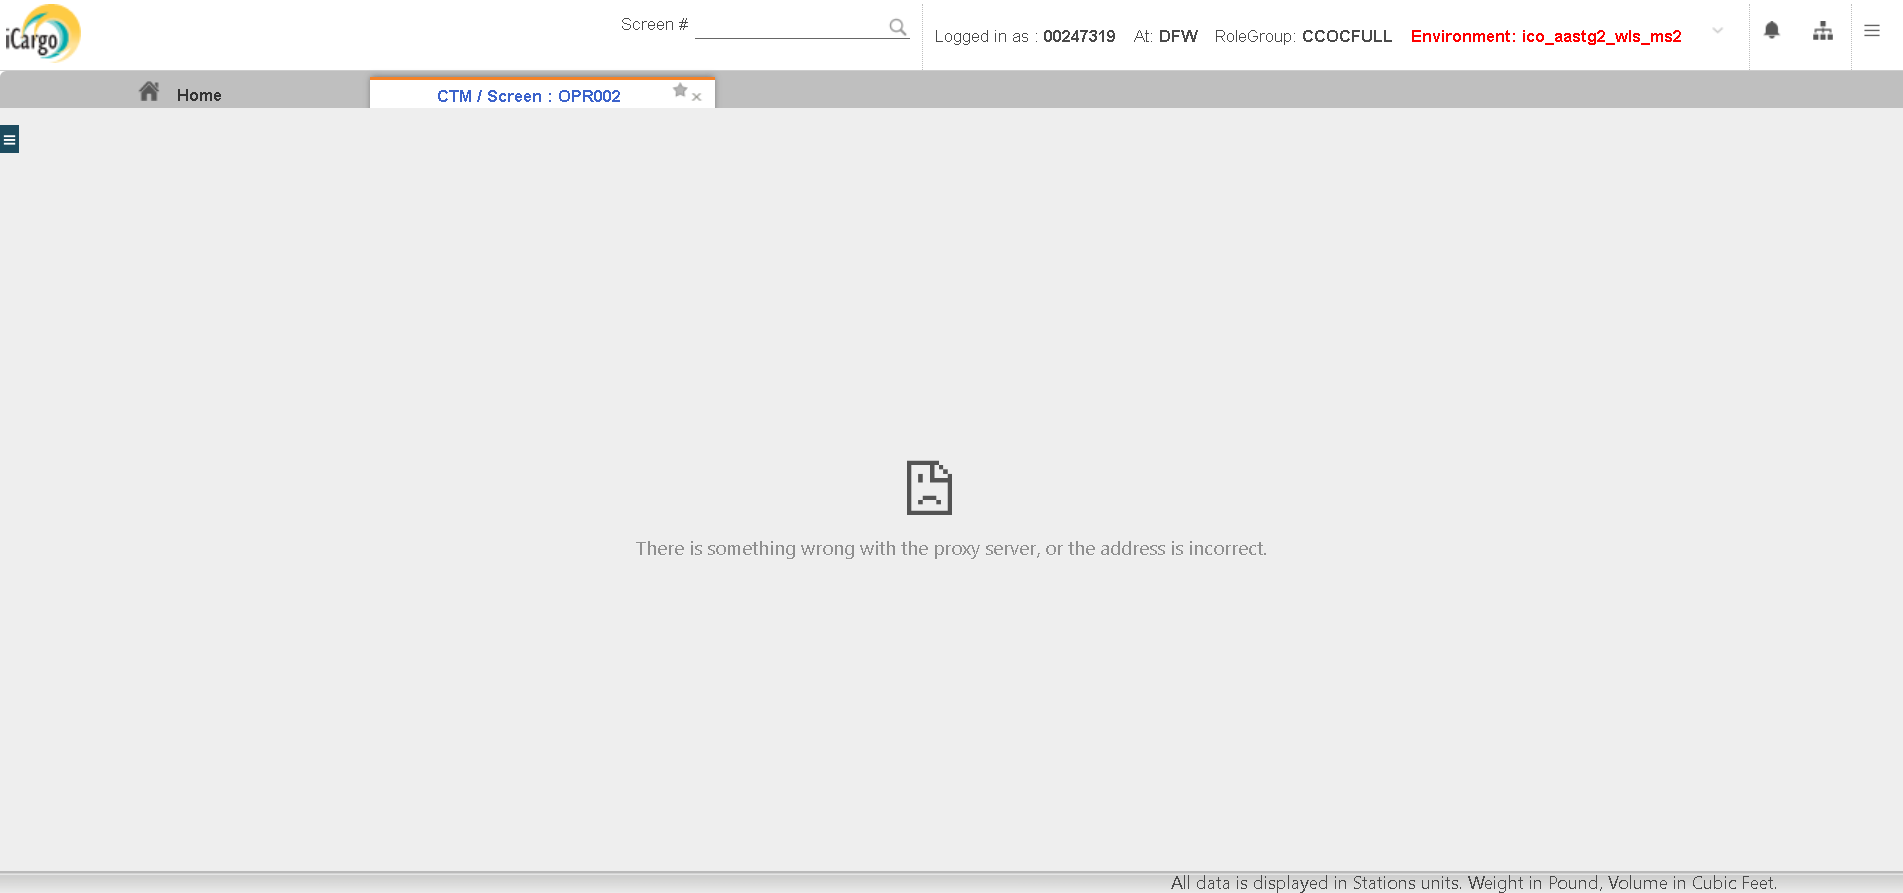 iCargo
Screen #
Logged in as : 00247319 At: DFW RoleGroup: CCOCFULL Environment: ico_aastg2_wls_ms2
Home
CTM / Screen : OPR002
There is something wrong with the proxy server, or the address is incorrect.
All data is displayed in Stations units. Weight in Pound, Volume in Cubic Feet.